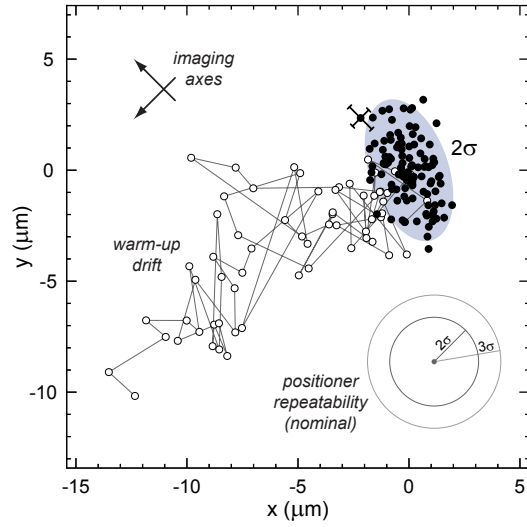 5
0
-5
-10
y (μm)
imaging
axes
2σ
warm-up
drift
2σ
3σ
positioner
repeatability
(nominal)
-15
-10
-5
0
5
x (μm)